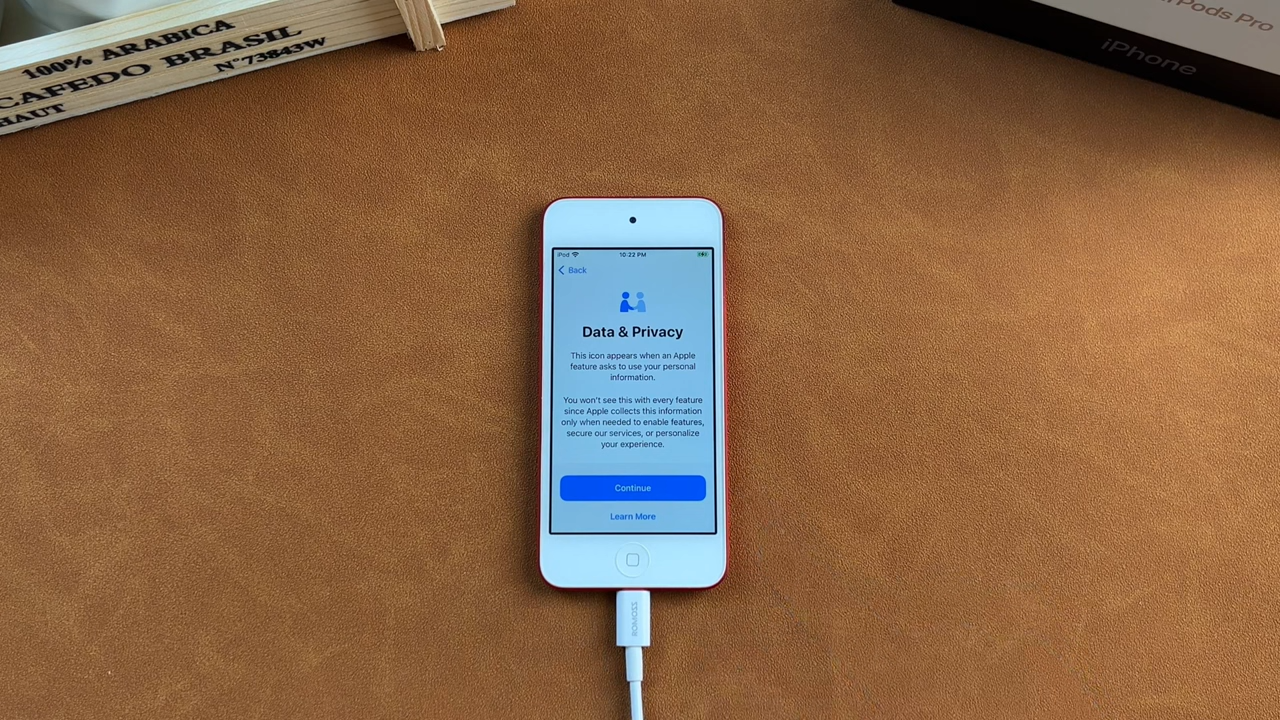 100% ARABICA
CAFEDO BRASIL
N°73843W
HAUT
Pods Pro
iPhone
iPod
10:22 PM
Back
Data & Privacy
This icon appears when an Apple
feature asks to use your personal
information.
You won't see this with every feature
since Apple collects this information
only when needed to enable features,
secure our services, or personalize
your experience.
Continue
Learn More
ROMOSS